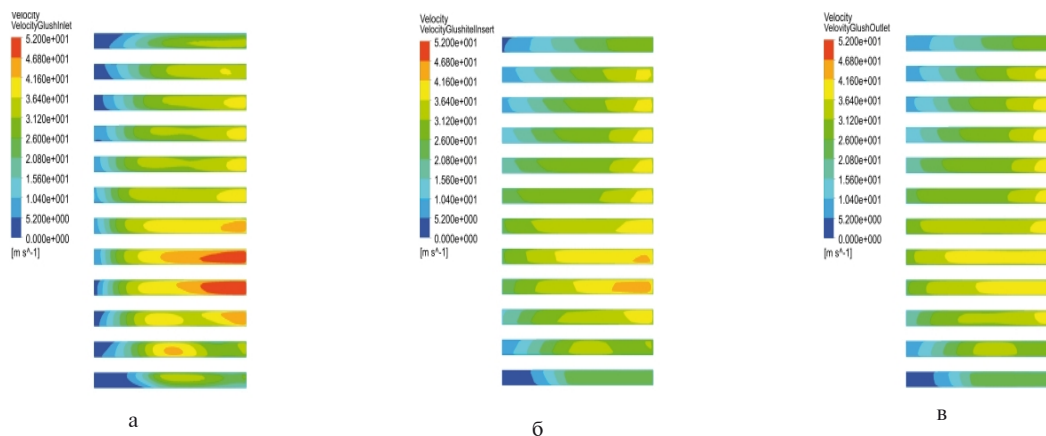 Velocity
VelocityGlushInlet
5.200e+001
4.680e+001
4.160e+001
3.640e+001
3.120e+001
2.600e+001
2.080e+001
1.560e+001
1.040e+001
5.200e+000
0.000e+000
[m s^-1]
а
Velocity
VelocityGlushitelInsert
5.200e+001
4.680e+001
4.160e+001
3.640e+001
3.120e+001
2.600e+001
2.080e+001
1.560e+001
1.040e+001
5.200e+000
0.000e+000
[m s^-1]
б
Velocity
VelovityGlushOutlet
5.200e+001
4.680e+001
4.160e+001
3.640e+001
3.120e+001
2.600e+001
2.080e+001
1.560e+001
1.040e+001
5.200e+000
0.000e+000
[m s^-1]
в